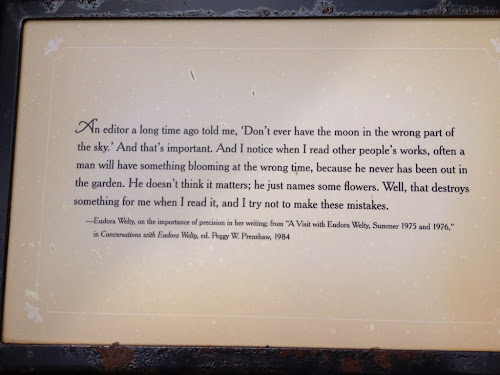 An editor a long time ago told me, ‘Don’t ever have the moon in the wrong part of
the sky.’ And that’s important. And I notice when I read other people’s works, often a
man will have something blooming at the wrong time, because he never has been out in
the garden. He doesn’t think it matters; he just names some flowers. Well, that destroys
something for me when I read it, and I try not to make these mistakes.
—Eudora Welty, on the importance of precision in her writing; from “A Visit with Eudora Welty, Summer 1975 and 1976,”
in Conversations with Eudora Welty, ed. Peggy W. Prenshaw, 1984